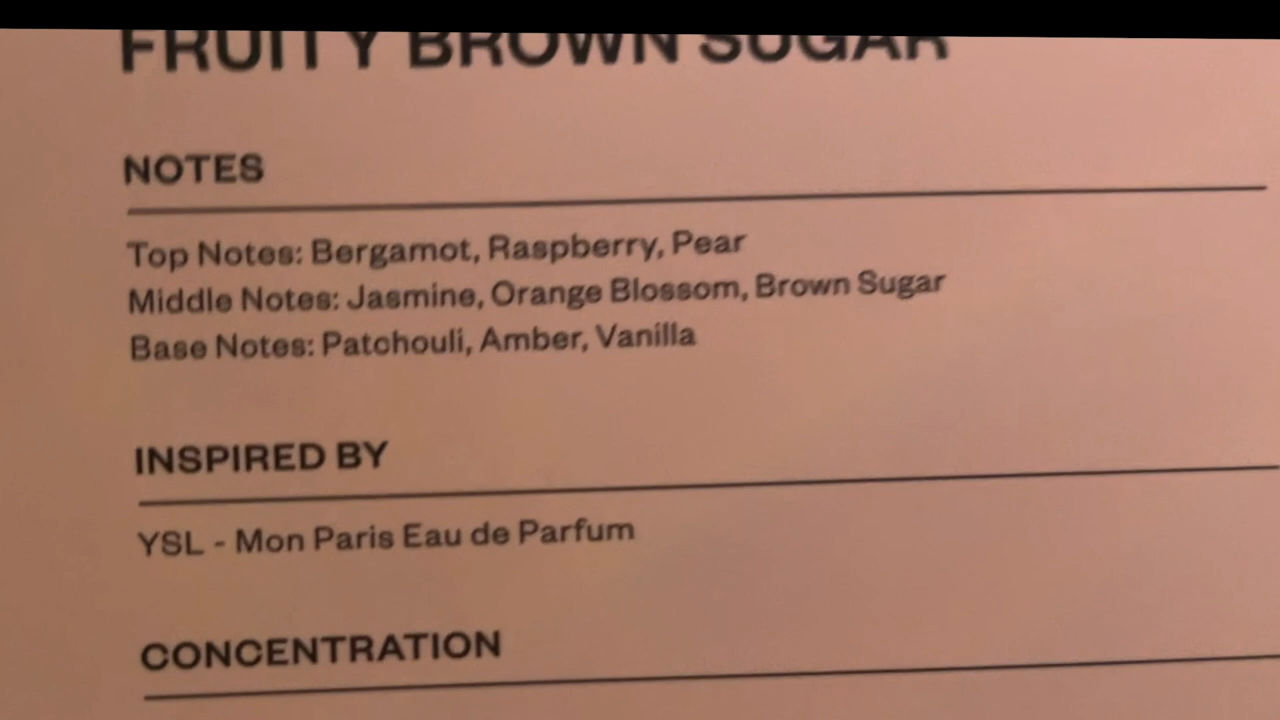 FRUITY BROWN SUGAR
NOTES
Top Notes: Bergamot, Raspberry, Pear
Middle Notes: Jasmine, Orange Blossom, Brown Sugar
Base Notes: Patchouli, Amber, Vanilla
INSPIRED BY
YSL - Mon Paris Eau de Parfum
CONCENTRATION